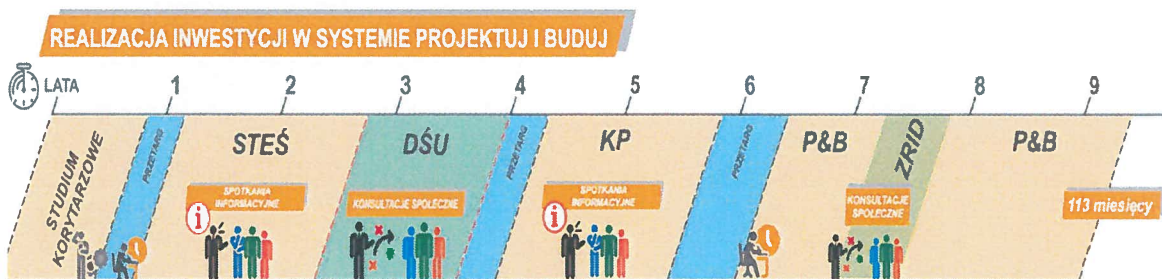 REALIZACJA INWESTYCJI W SYSTEMIE PROJEKTUJ I BUDUJ
LATA 1 2 3 4 5 6 7 8 9
STUDIUM
KORYTARZOWE
PRZETARG
STEŚ
DŚU
PRZETARG
KP
PRZETARG
P&B
ZRID
P&B
SPOTKANIA
INFORMACYJNE
i
KONSULTACJE SPOŁECZNE
SPOTKANIA
INFORMACYJNE
i
KONSULTACJE
SPOŁECZNE
113 miesięcy